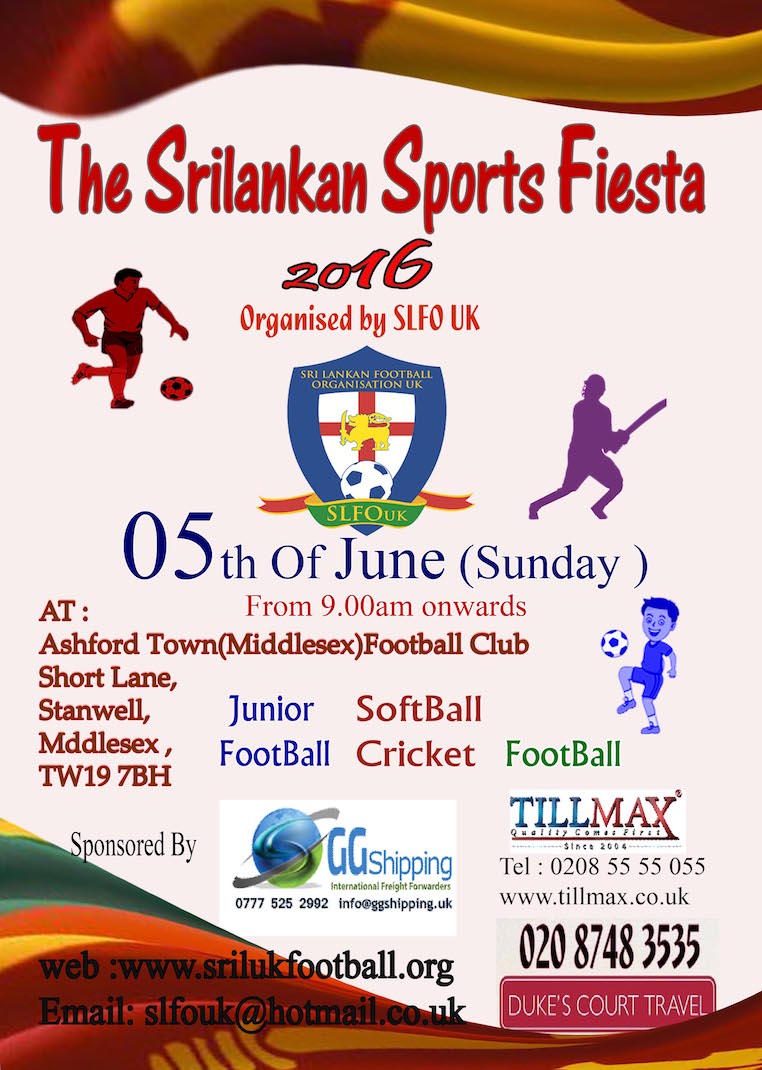 The Srilankan Sports Fiesta
2016
Organised by SLFO UK
SRI LANKAN FOOTBALL
ORGANISATION UK
SLFOUK
05th Of June (Sunday )
From 9.00am onwards
AT :
Ashford Town(Middlesex)Football Club
Short Lane,
Stanwell,
Mddlesex ,
TW19 7BH
Junior
FootBall
SoftBall
Cricket
FootBall
Sponsored By
GGShipping
International Freight Forwarders
0777 525 2992 info@ggshipping.uk
TILLMAX®
Quality Comes First
Since 2004
Tel : 0208 55 55 055
www.tillmax.co.uk
020 8748 3535
DUKE'S COURT TRAVEL
web :www.srilukfootball.org
Email: slfouk@hotmail.co.uk